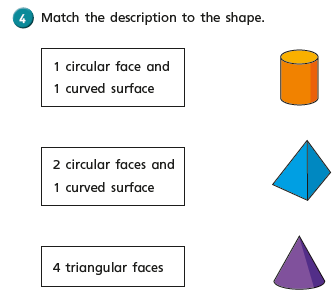 4 Match the description to the shape.
1 circular face and
1 curved surface
2 circular faces and
1 curved surface
4 triangular faces